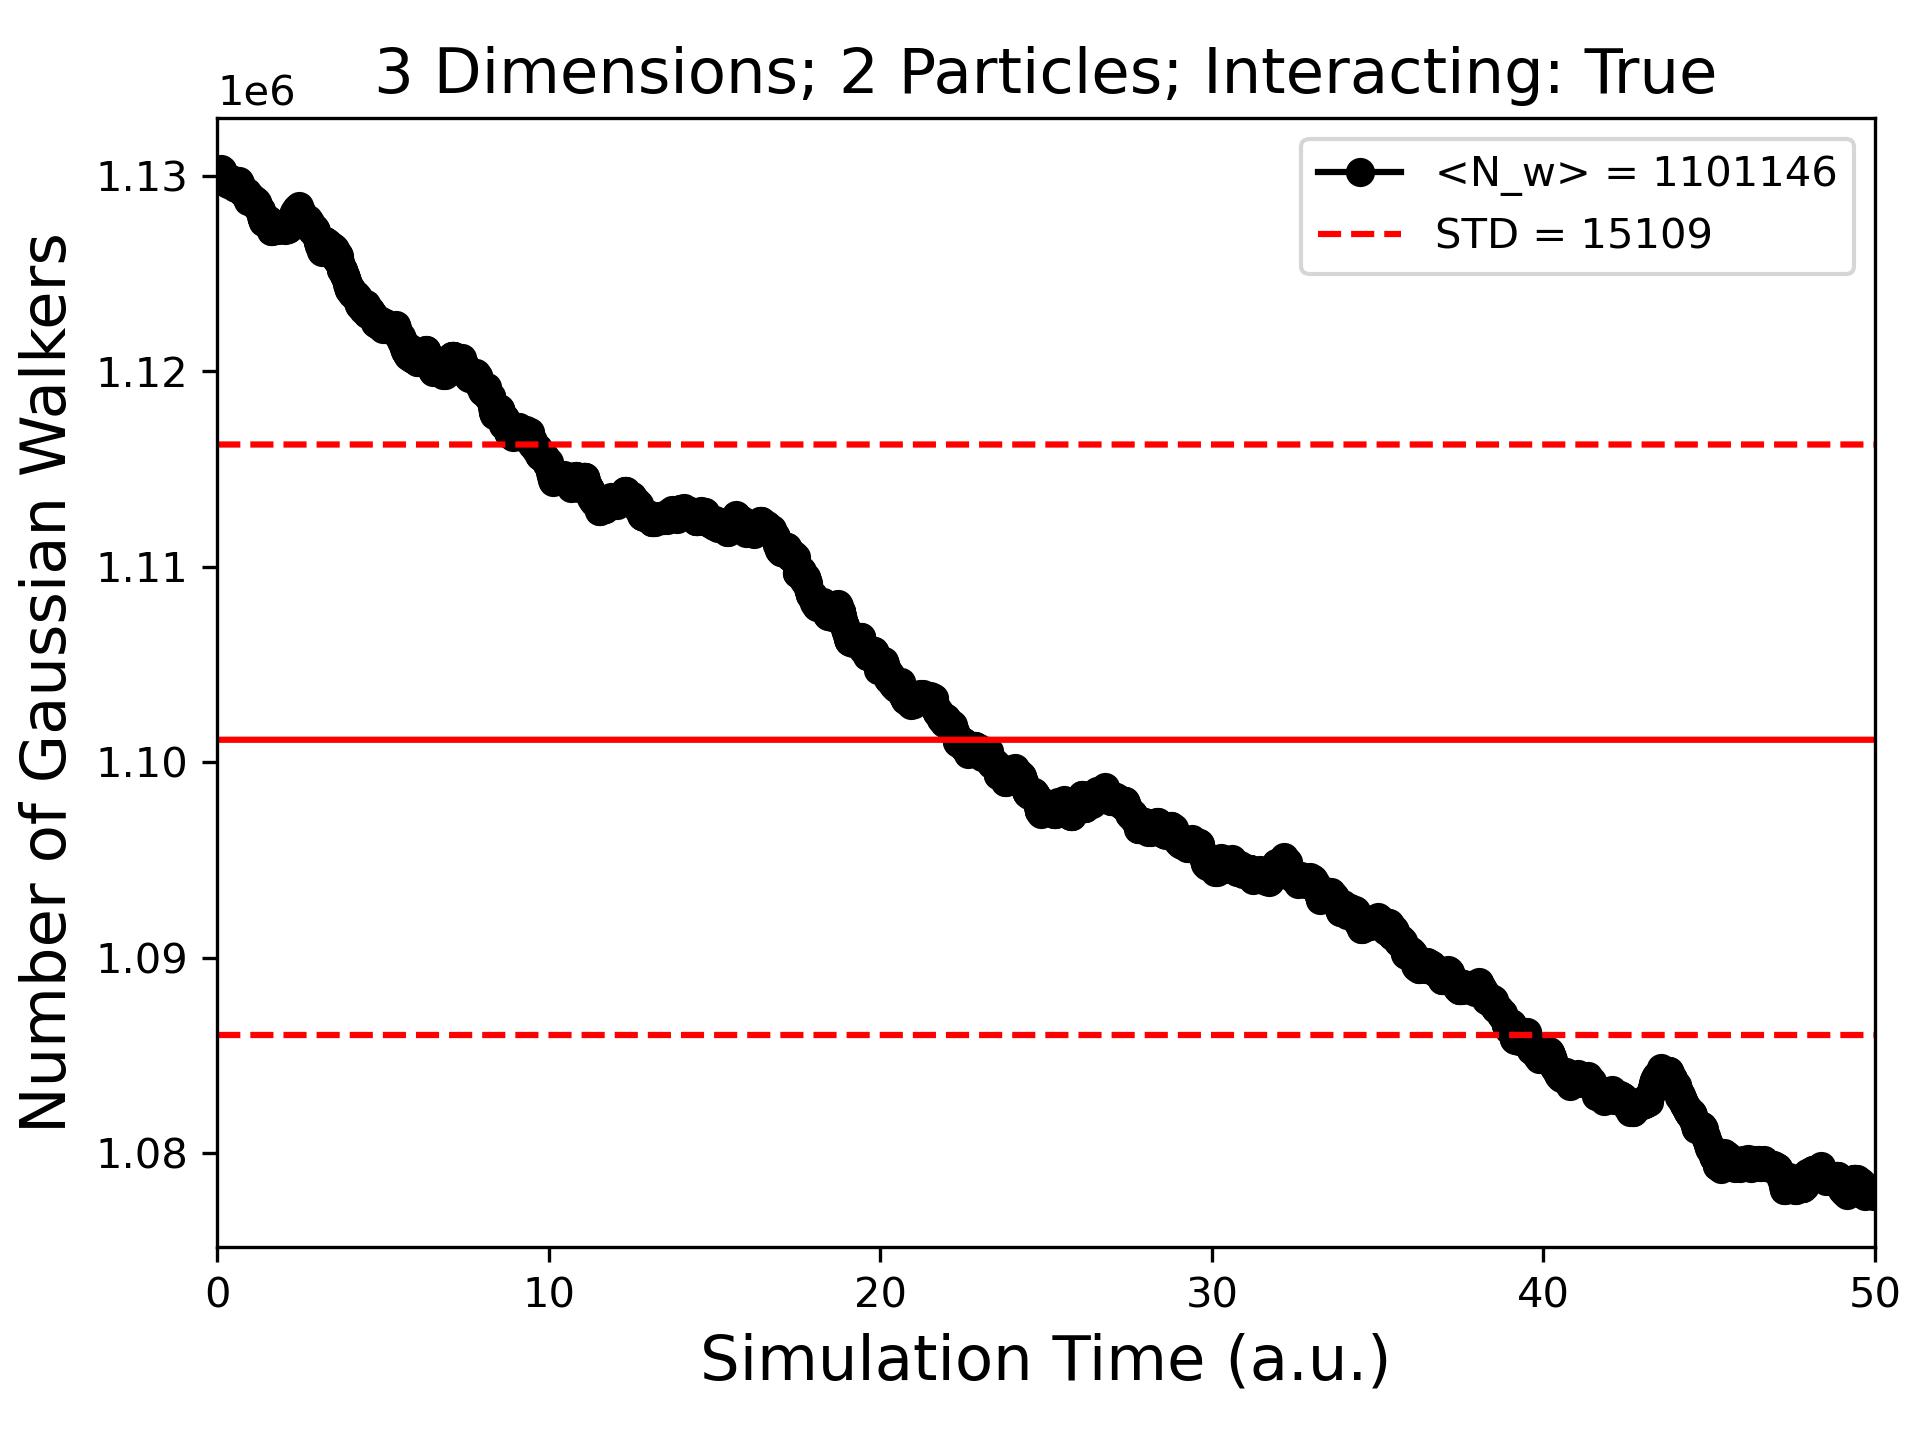 3 Dimensions; 2 Particles; Interacting: True
1e6
<N_w> = 1101146
STD = 15109
1.13
1.12
1.11
1.10
1.09
1.08
Number of Gaussian Walkers
0 10 20 30 40 50
Simulation Time (a.u.)